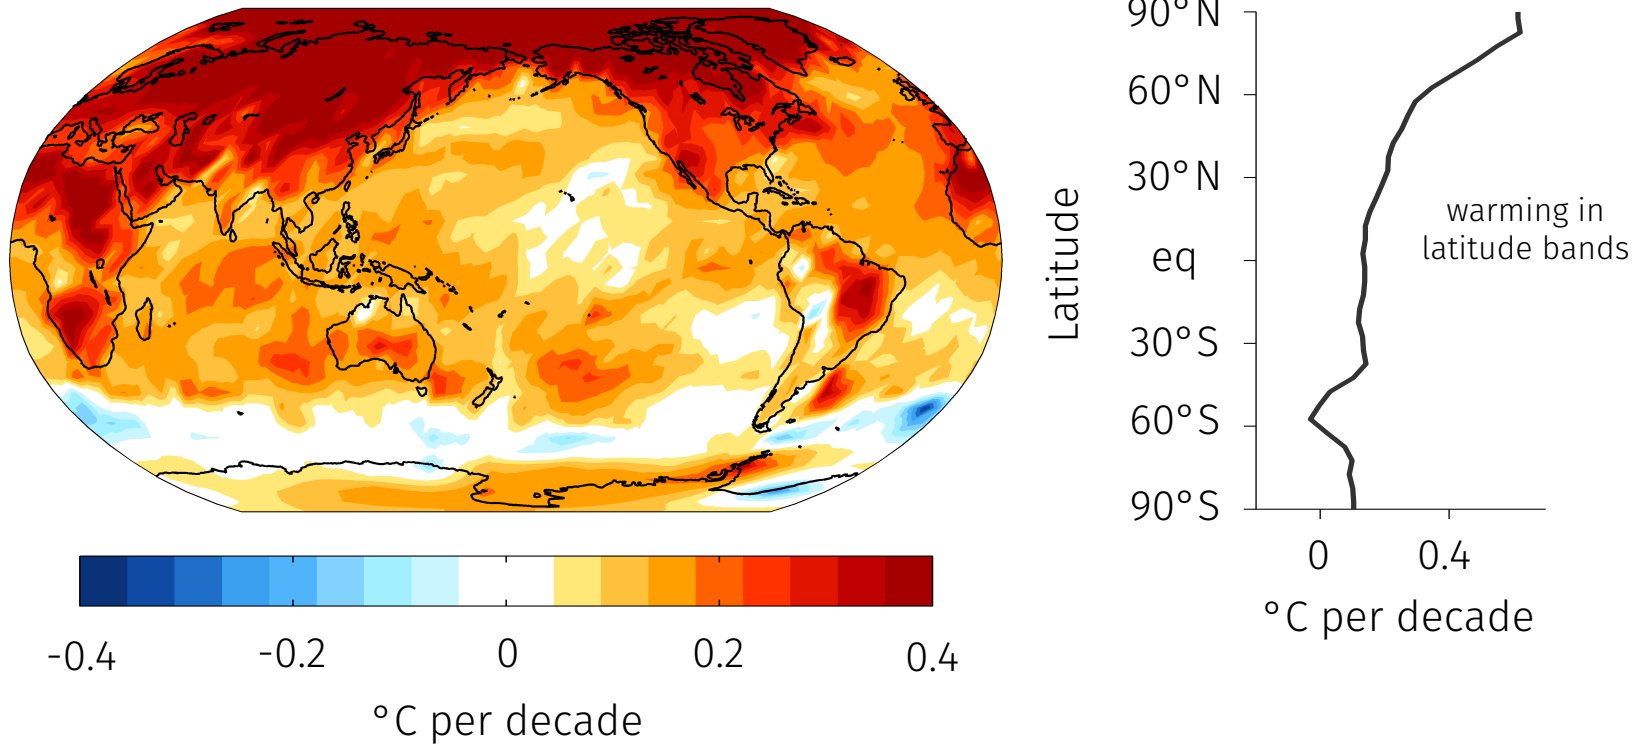 -0.4
-0.2
0
0.2
0.4
°C per decade
Latitude
90°N
60°N
30°N
eq
30°S
60°S
90°S
warming in
latitude bands
0
0.4
°C per decade